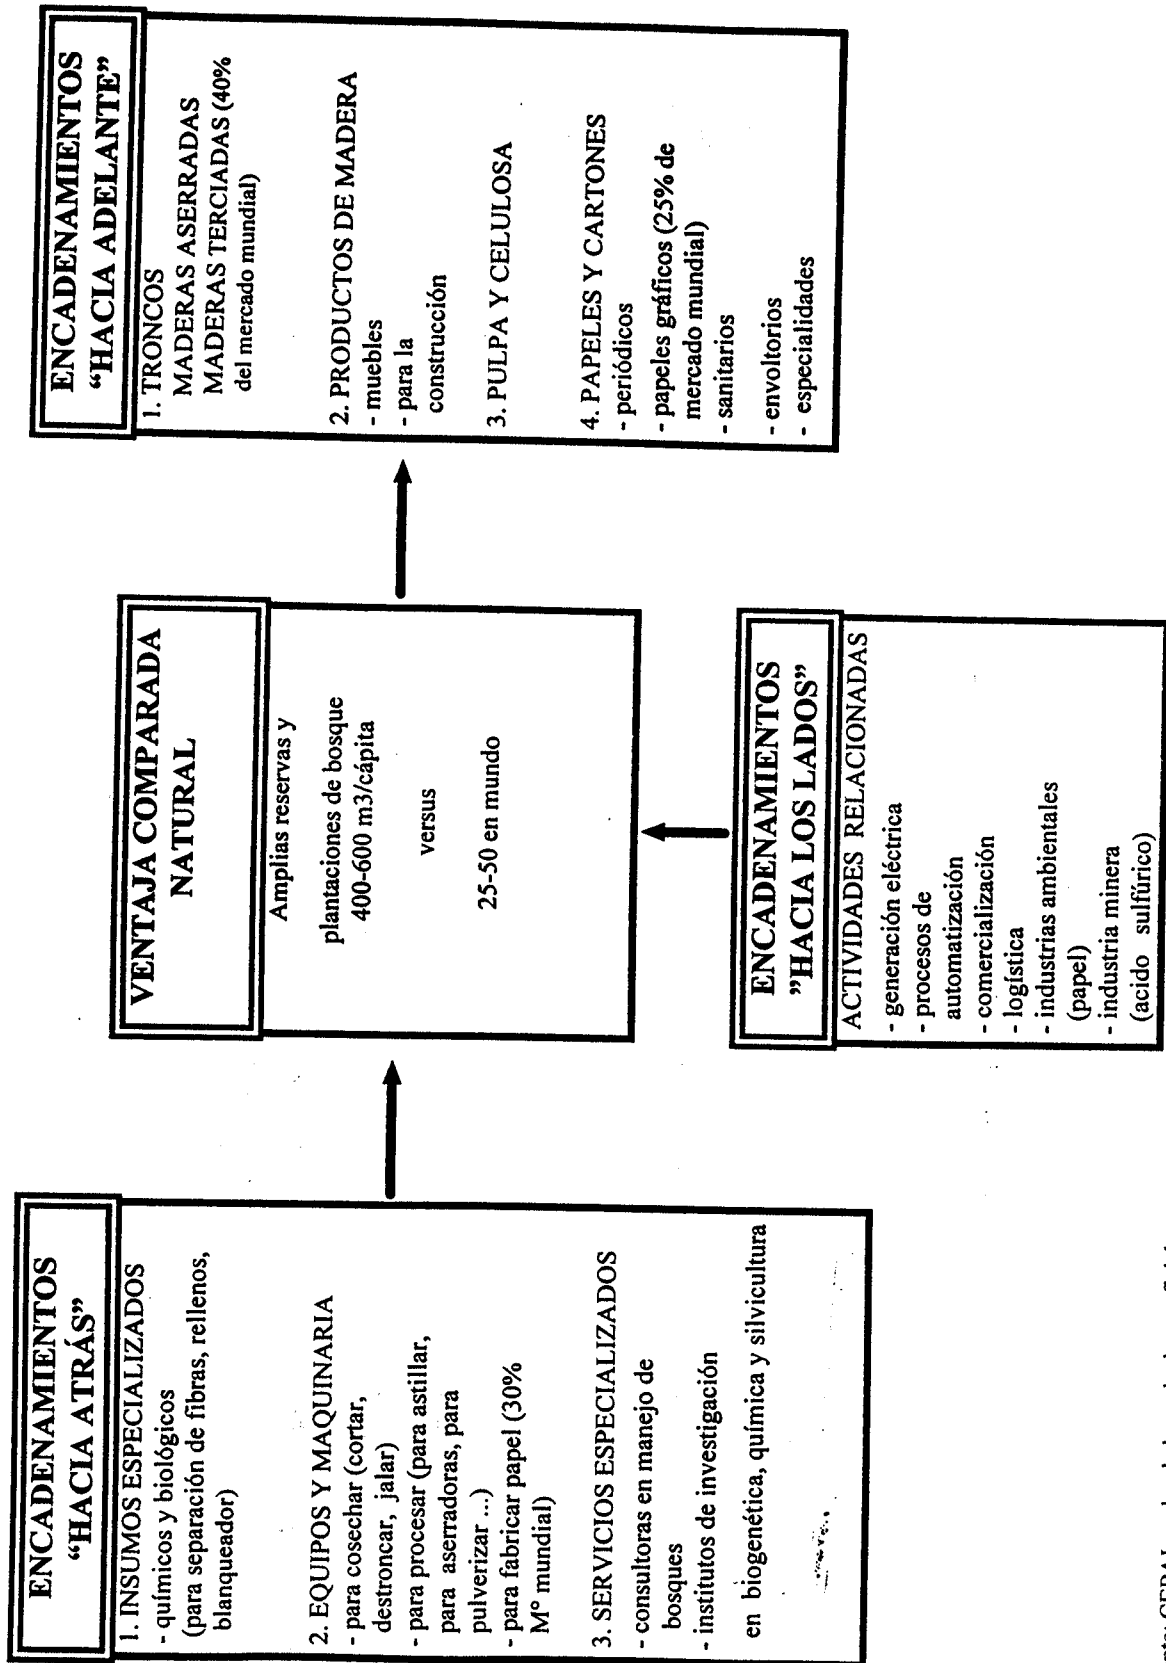 ENCADENAMIENTOS
“HACIA ATRÁS”
1. INSUMOS ESPECIALIZADOS
- químicos y biológicos
(para separación de fibras, rellenos,
blanqueador)
2. EQUIPOS Y MAQUINARIA
- para cosechar (cortar,
destroncar, jalar)
- para procesar (para astillar,
para aserradoras, para
pulverizar ...)
- para fabricar papel (30%
Mº mundial)
3. SERVICIOS ESPECIALIZADOS
- consultoras en manejo de
bosques
- institutos de investigación
en biogenética, química y silvicultura
VENTAJA COMPARADA
NATURAL
Amplias reservas y
plantaciones de bosque
400-600 m3/cápita
versus
25-50 en mundo
ENCADENAMIENTOS
”HACIA LOS LADOS”
ACTIVIDADES RELACIONADAS
- generación eléctrica
- procesos de
automatización
- comercialización
- logística
- industrias ambientales
(papel)
- industria minera
(acido sulfúrico)
ENCADENAMIENTOS
“HACIA ADELANTE”
1. TRONCOS
MADERAS ASERRADAS
MADERAS TERCIADAS (40%
del mercado mundial)
2. PRODUCTOS DE MADERA
- muebles
- para la
construcción
3. PULPA Y CELULOSA
4. PAPELES Y CARTONES
- periódicos
- papeles gráficos (25% de
mercado mundial)
- sanitarios
- envoltorios
- especialidades
CEPAL